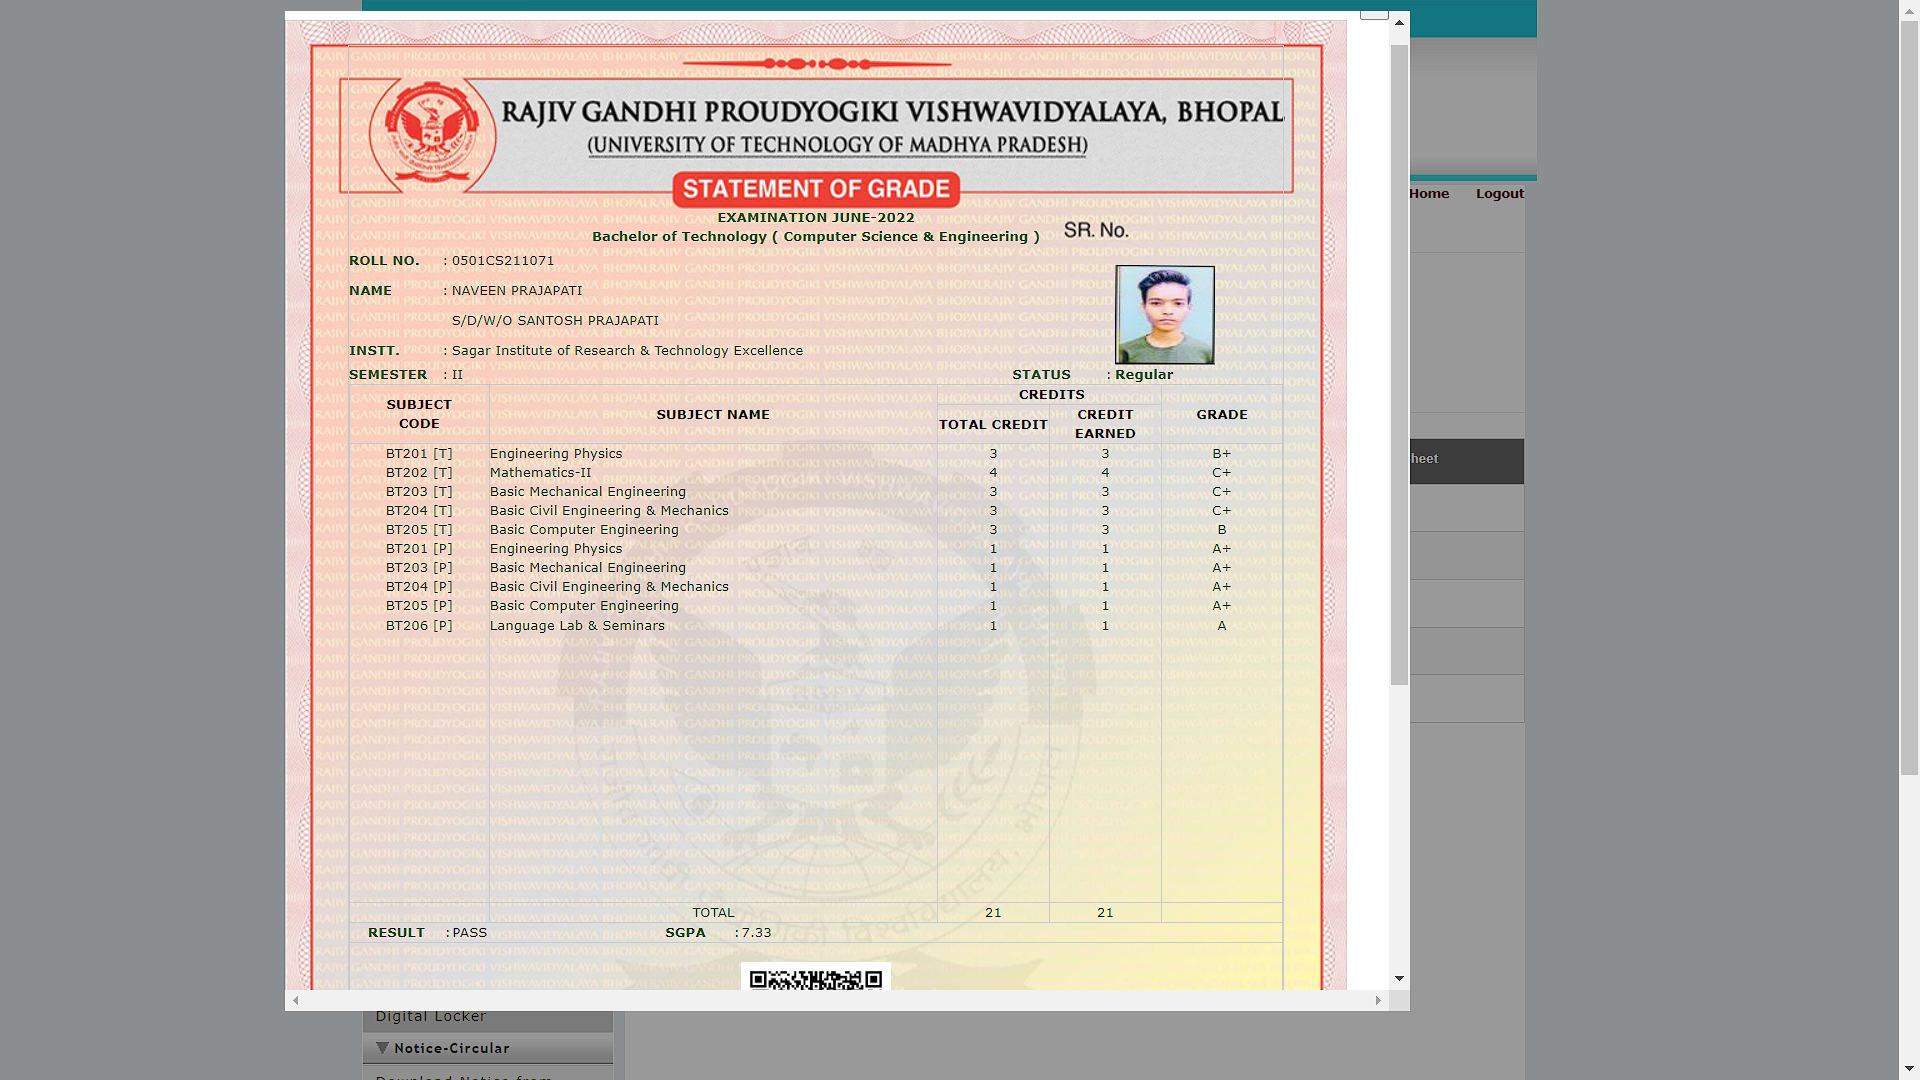 RAJIV GANDHI PROUDYOGIKI VISHWAVIDYALAYA, BHOPAL
(UNIVERSITY OF TECHNOLOGY OF MADHYA PRADESH)
STATEMENT OF GRADE
EXAMINATION JUNE-2022
Bachelor of Technology ( Computer Science & Engineering )
SR. No.
ROLL NO. : 0501CS211071
NAME : NAVEEN PRAJAPATI
S/D/W/O SANTOSH PRAJAPATI
INSTT. : Sagar Institute of Research & Technology Excellence
SEMESTER : II STATUS : Regular
SUBJECT CODE SUBJECT NAME CREDITS GRADE
TOTAL CREDIT CREDIT EARNED
BT201 [T] Engineering Physics 3 3 B+
BT202 [T] Mathematics-II 4 4 C+
BT203 [T] Basic Mechanical Engineering 3 3 C+
BT204 [T] Basic Civil Engineering & Mechanics 3 3 C+
BT205 [T] Basic Computer Engineering 3 3 B
BT201 [P] Engineering Physics 1 1 A+
BT203 [P] Basic Mechanical Engineering 1 1 A+
BT204 [P] Basic Civil Engineering & Mechanics 1 1 A+
BT205 [P] Basic Computer Engineering 1 1 A+
BT206 [P] Language Lab & Seminars 1 1 A
TOTAL 21 21
RESULT : PASS SGPA : 7.33
Home Logout
heet
Digital Locker
Notice-Circular
Download Notice from